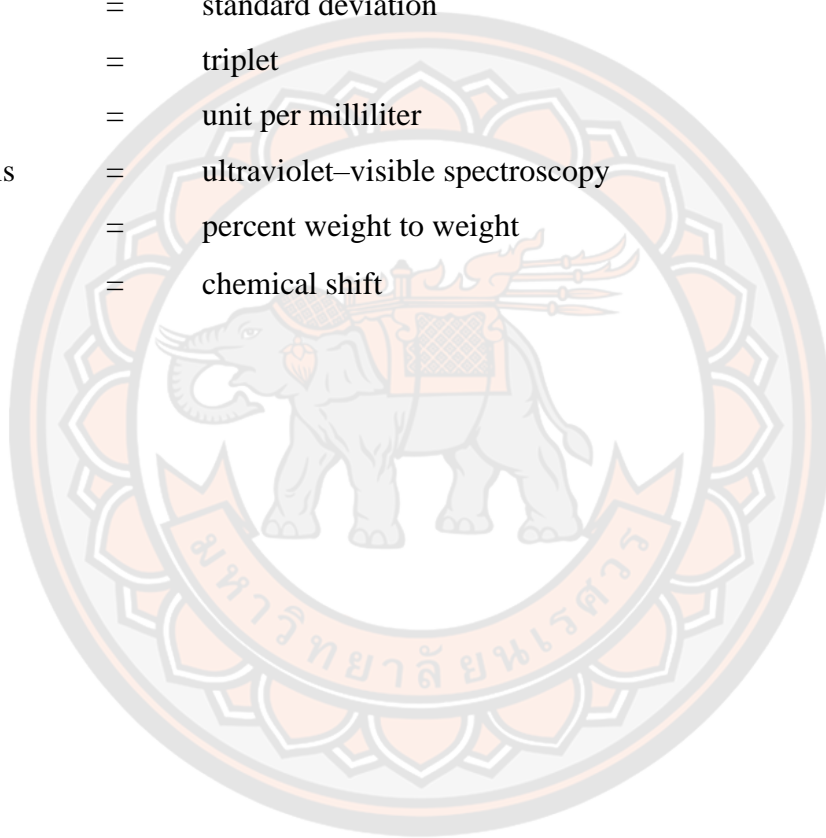 = standard deviation
= triplet
= unit per milliliter
is = ultraviolet–visible spectroscopy
= percent weight to weight
= chemical shift
มหาวิทยาลัยนเรศวร